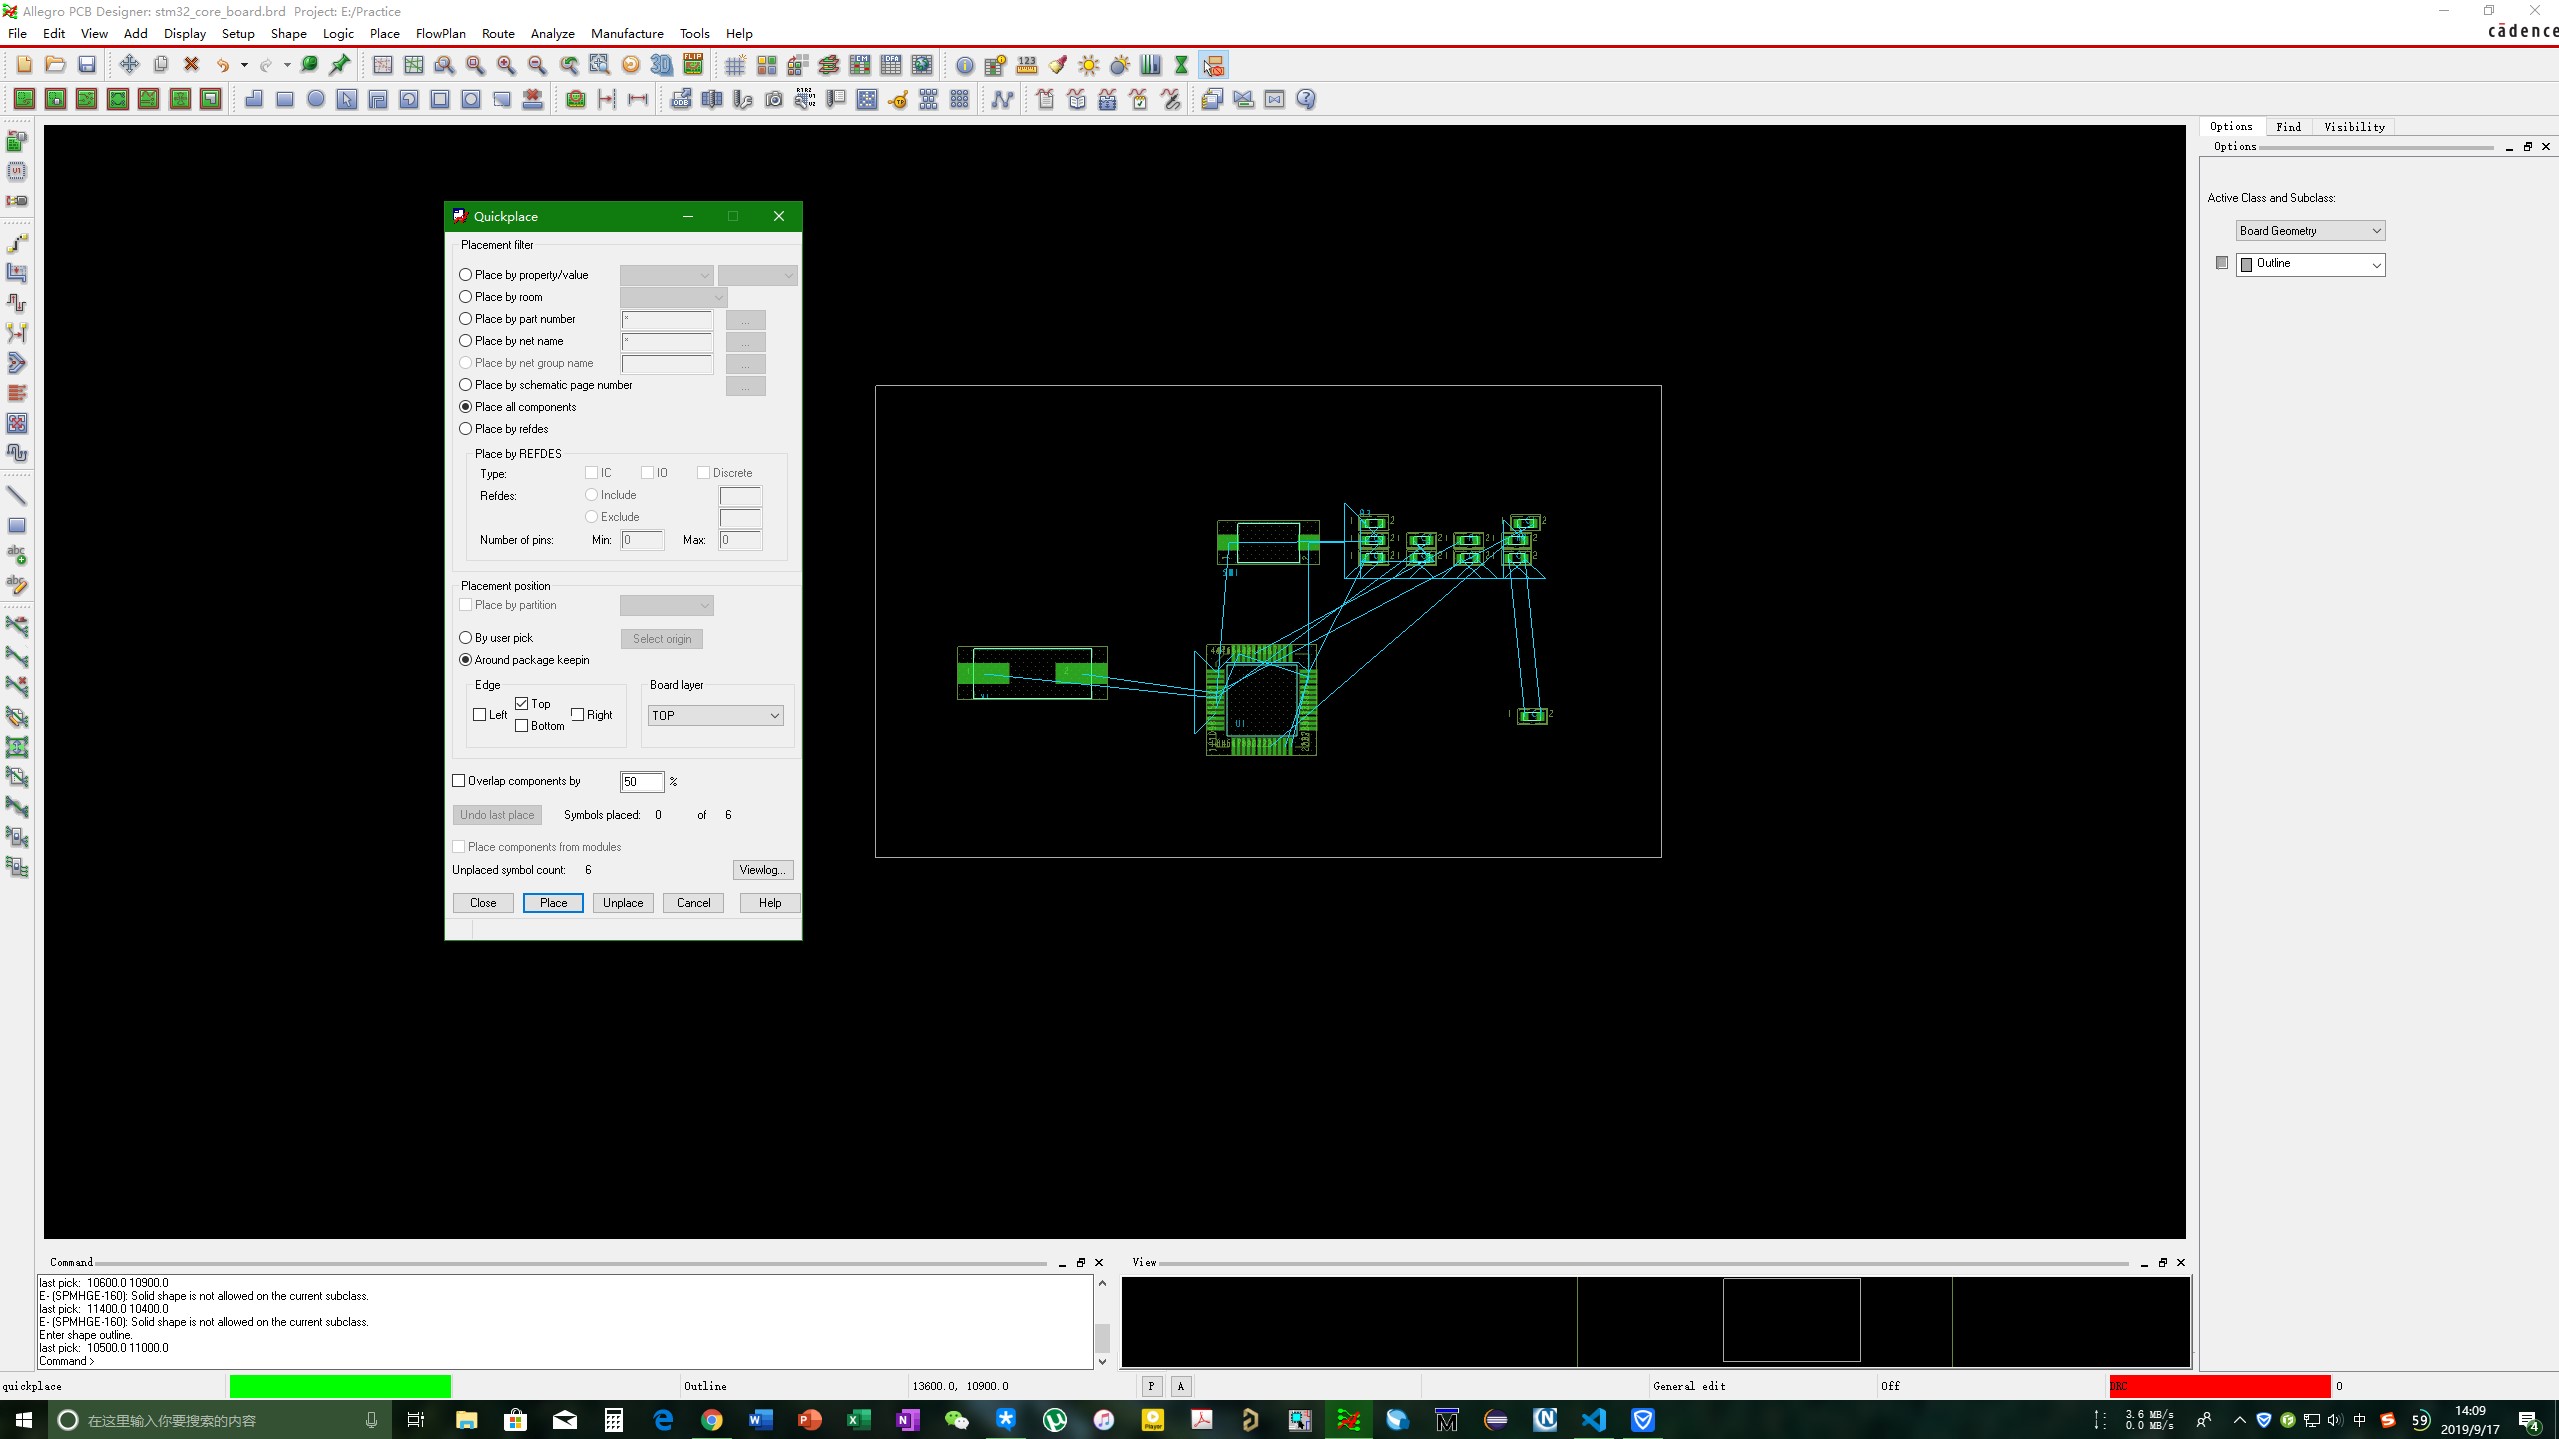 Allegro PCB Designer: stm32_core_board.brd Project: E:/Practice
File Edit View Add Display Setup Shape Logic Place FlowPlan Route Analyze Manufacture Tools Help
cādence
Options Find Visibility
Options
Active Class and Subclass:
Board Geometry
Outline
Quickplace
Placement filter
Place by property/value
Place by room
Place by part number * ...
Place by net name * ...
Place by net group name ...
Place by schematic page number ...
Place all components
Place by refdes
Place by REFDES
Type: IC IO Discrete
Refdes: Include
Exclude
Number of pins: Min: 0 Max: 0
Placement position
Place by partition
By user pick Select origin
Around package keepin
Edge Board layer
Top
Left Right TOP
Bottom
Overlap components by 50 %
Undo last place Symbols placed: 0 of 6
Place components from modules
Unplaced symbol count: 6 Viewlog...
Close Place Unplace Cancel Help
U1
Command
last pick: 10600.0 10900.0
E- (SPMHGE-160): Solid shape is not allowed on the current subclass.
last pick: 11400.0 10400.0
E- (SPMHGE-160): Solid shape is not allowed on the current subclass.
Enter shape outline.
last pick: 10500.0 11000.0
Command >
View
quickplace Outline 13600.0, 10900.0 P A General edit Off DRC 0
在这里输入你要搜索的内容
3.6 MB/s
0.0 MB/s
中
59
14:09
2019/9/17
4